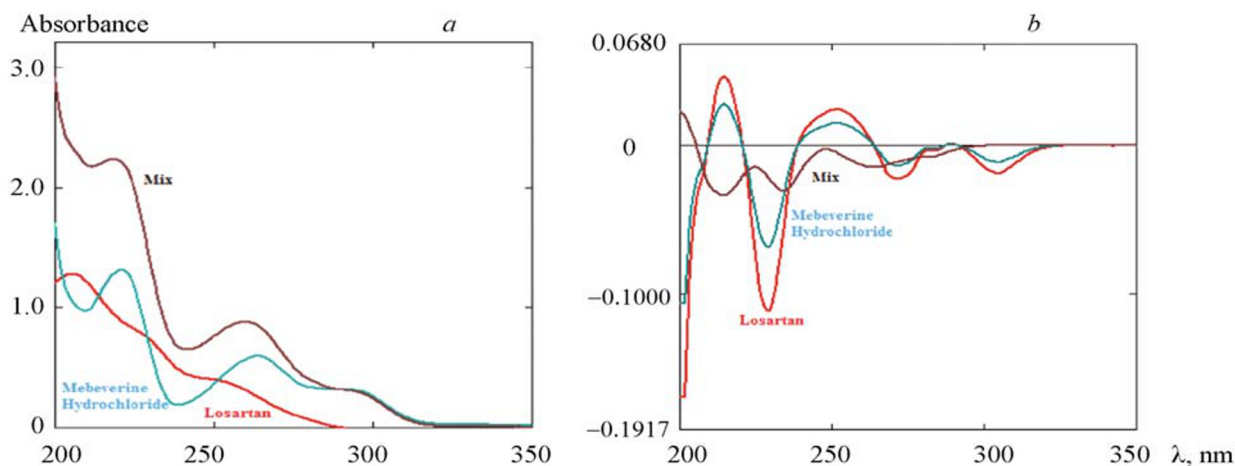 Absorbance
a
3.0
2.0
1.0
0
Mix
Mebeverine
Hydrochloride
Losartan
200
250
300
350
b
0.0680
0
−0.1000
−0.1917
Mix
Mebeverine
Hydrochloride
Losartan
200
250
300
350
λ, nm